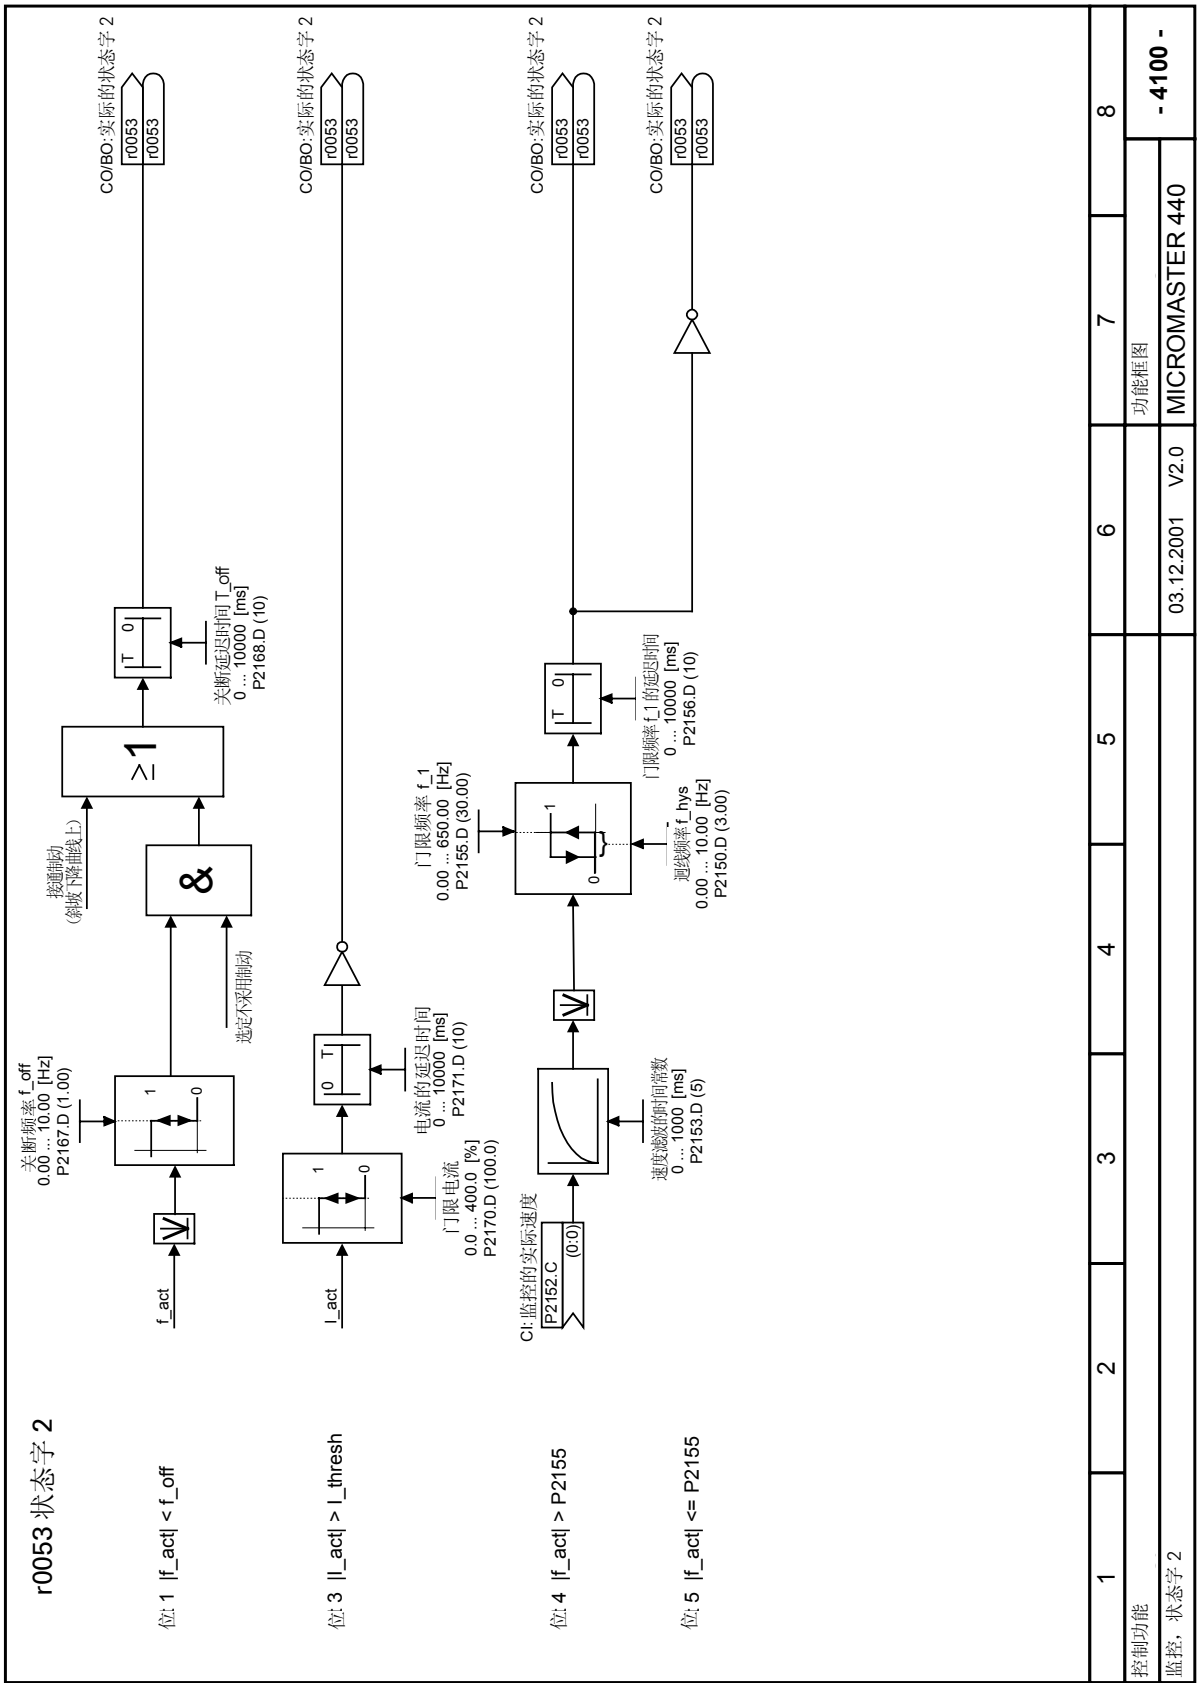 r0053 状态字 2
位 1 |f_act| < f_off
f_act
关断频率 f_off
0.00 ... 10.00 [Hz]
P2167.D (1.00)
1
0
选定不采用制动
&
接通制动
(斜坡下降曲线上)
≥1
T 0
关断延迟时间 T_off
0 ... 10000 [ms]
P2168.D (10)
CO/BO:实际的状态字 2
r0053
r0053
位 3 |I_act| > I_thresh
I_act
1
0
门限电流
0.0 ... 400.0 [%]
P2170.D (100.0)
0 T
电流的延迟时间
0 ... 10000 [ms]
P2171.D (10)
CO/BO:实际的状态字 2
r0053
r0053
位 4 |f_act| > P2155
CI:监控的实际速度
P2152.C
(0:0)
速度滤波的时间常数
0 ... 1000 [ms]
P2153.D (5)
门限频率 f_1
0.00 ... 650.00 [Hz]
P2155.D (30.00)
1
0
迥线频率 f_hys
0.00 ... 10.00 [Hz]
P2150.D (3.00)
T 0
门限频率 f_1 的延迟时间
0 ... 10000 [ms]
P2156.D (10)
CO/BO:实际的状态字 2
r0053
r0053
位 5 |f_act| <= P2155
CO/BO:实际的状态字 2
r0053
r0053
1 2 3 4 5 6 7 8
控制功能
功能框图
监控，状态字 2
03.12.2001 V2.0
MICROMASTER 440
- 4100 -